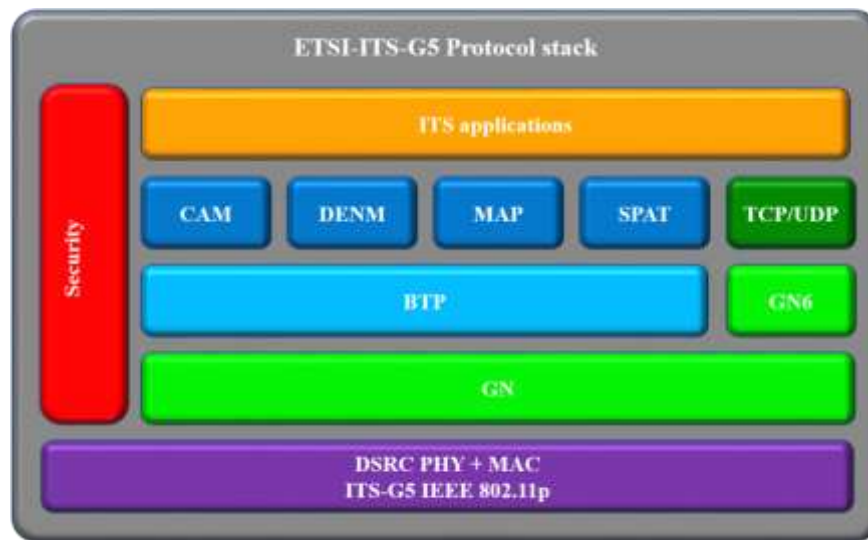 ETSI-ITS-G5 Protocol stack
Security
ITS applications
CAM
DENM
MAP
SPAT
TCP/UDP
BTP
GN6
GN
DSRC PHY + MAC
ITS-G5 IEEE 802.11p